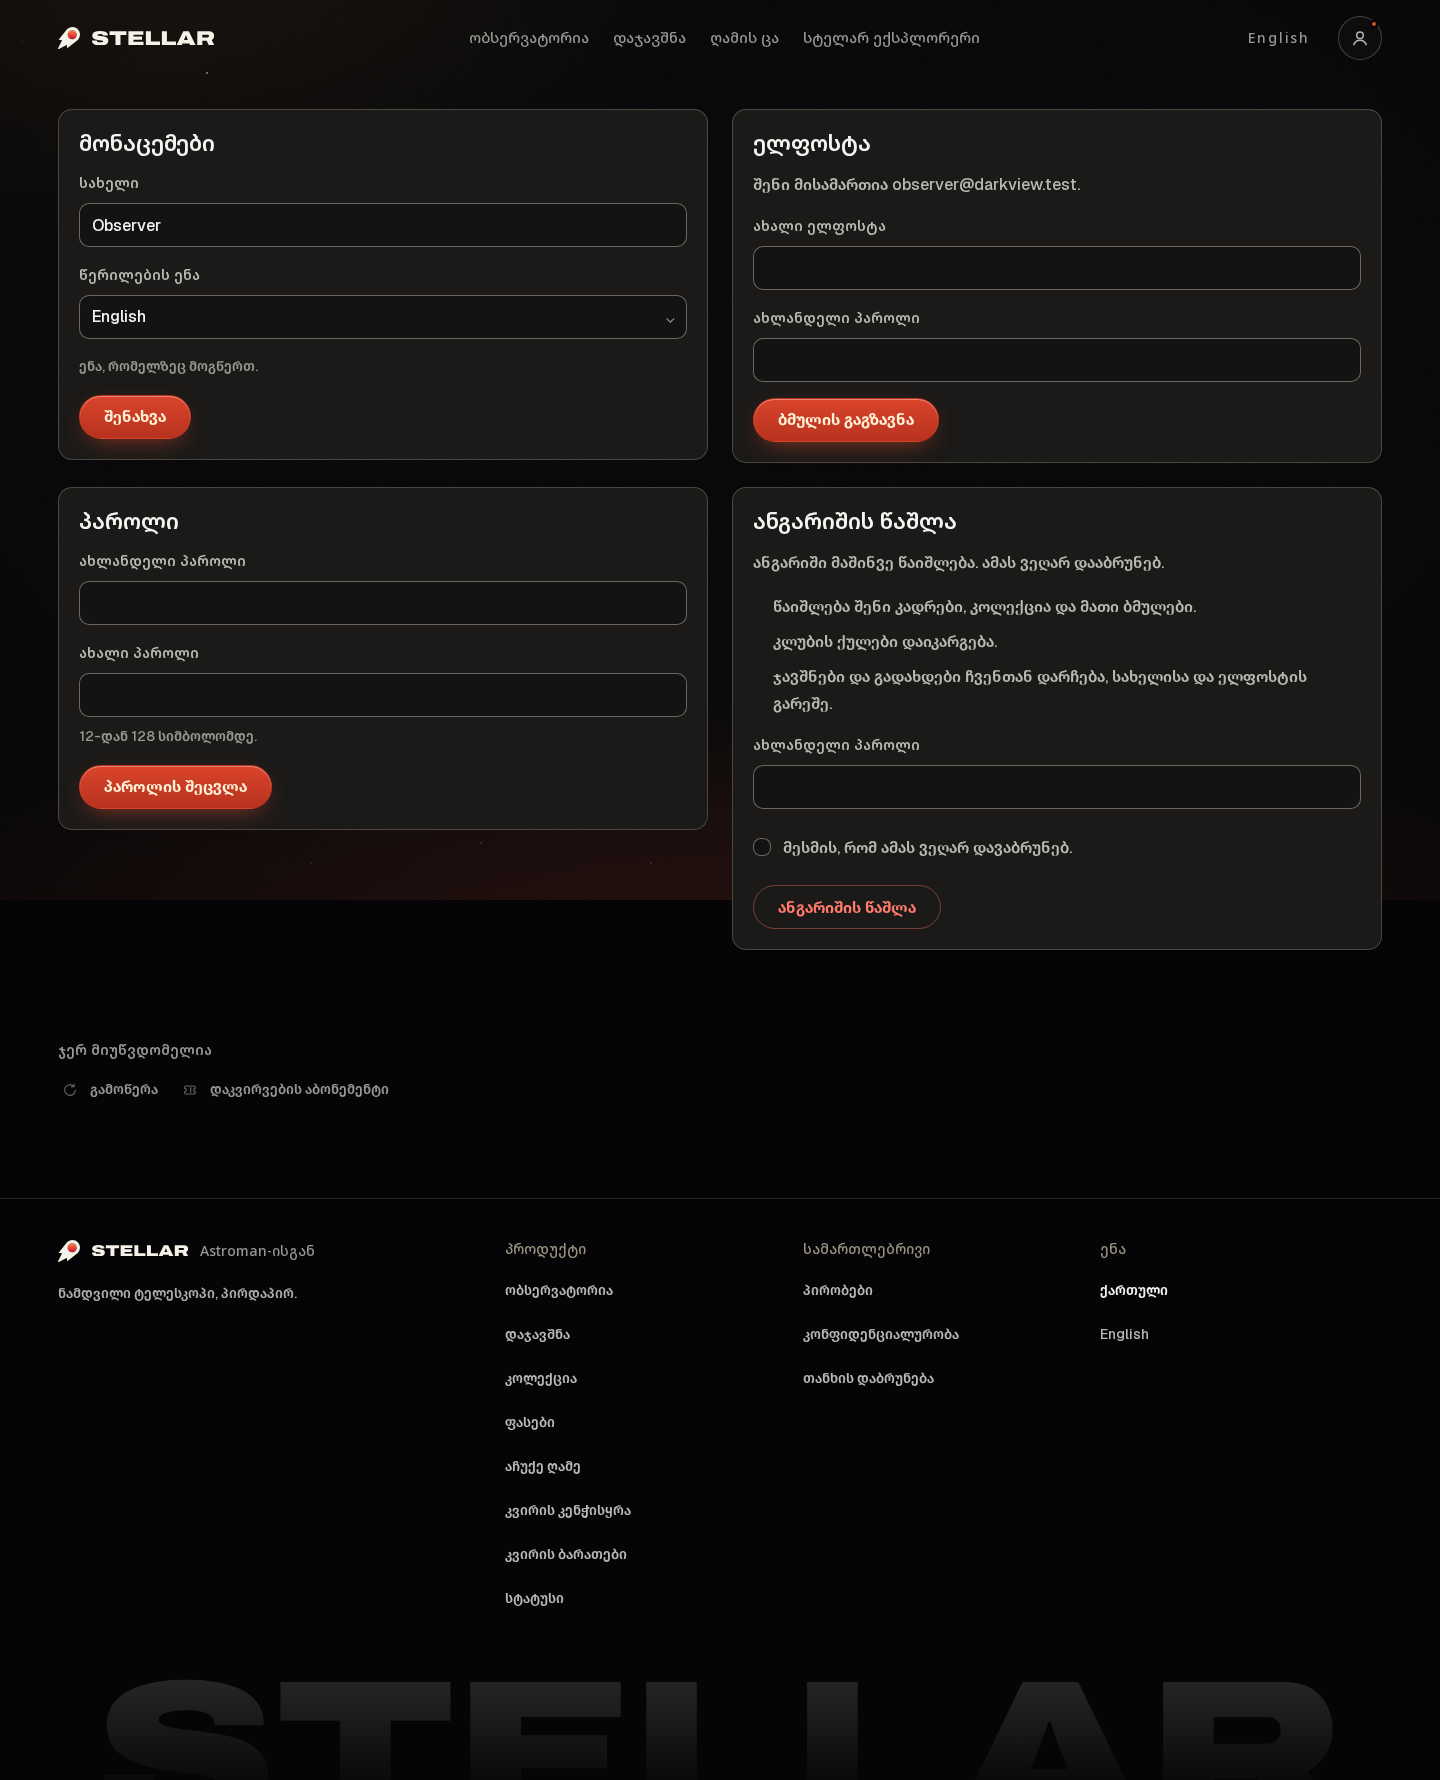 STELLAR
ობსერვატორია
დაჯავშნა
ღამის ცა
სტელარ ექსპლორერი
English
მონაცემები
სახელი
Observer
წერილების ენა
English
ენა, რომელზეც მოგწერთ.
შენახვა
ელფოსტა
შენი მისამართია observer@darkview.test.
ახალი ელფოსტა
ახლანდელი პაროლი
ბმულის გაგზავნა
პაროლი
ახლანდელი პაროლი
ახალი პაროლი
12-დან 128 სიმბოლომდე.
პაროლის შეცვლა
ანგარიშის წაშლა
ანგარიში მაშინვე წაიშლება. ამას ვეღარ დააბრუნებ.
წაიშლება შენი კადრები, კოლექცია და მათი ბმულები.
კლუბის ქულები დაიკარგება.
ჯავშნები და გადახდები ჩვენთან დარჩება, სახელისა და ელფოსტის
გარეშე.
ახლანდელი პაროლი
მესმის, რომ ამას ვეღარ დავაბრუნებ.
ანგარიშის წაშლა
ჯერ მიუწვდომელია
გამოწერა
დაკვირვების აბონემენტი
STELLAR Astroman-ისგან
ნამდვილი ტელესკოპი, პირდაპირ.
პროდუქტი
ობსერვატორია
დაჯავშნა
კოლექცია
ფასები
აჩუქე ღამე
კვირის კენჭისყრა
კვირის ბარათები
სტატუსი
სამართლებრივი
პირობები
კონფიდენციალურობა
თანხის დაბრუნება
ენა
ქართული
English
STELLAR